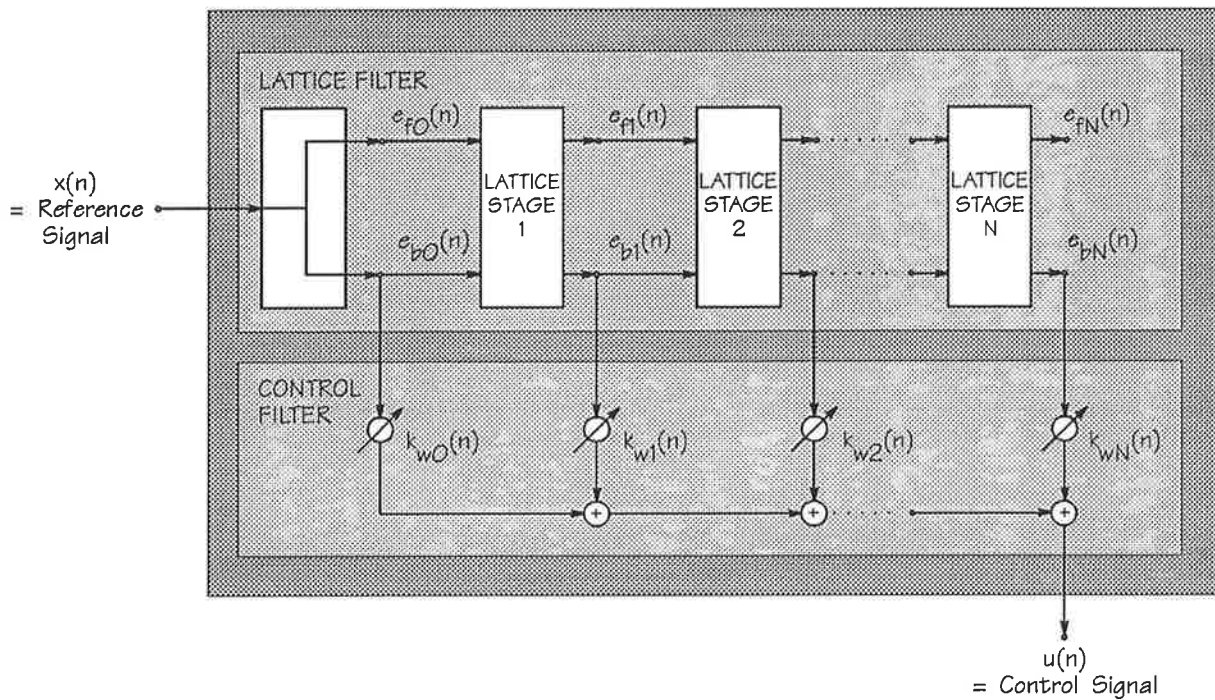 LATTICE FILTER
e_f0(n)
e_f1(n)
e_fN(n)
x(n)
= Reference
Signal
LATTICE
STAGE
1
LATTICE
STAGE
2
LATTICE
STAGE
N
e_b0(n)
e_b1(n)
e_bN(n)
CONTROL
FILTER
k_w0(n)
k_w1(n)
k_w2(n)
k_wN(n)
+
+
+
u(n)
= Control Signal